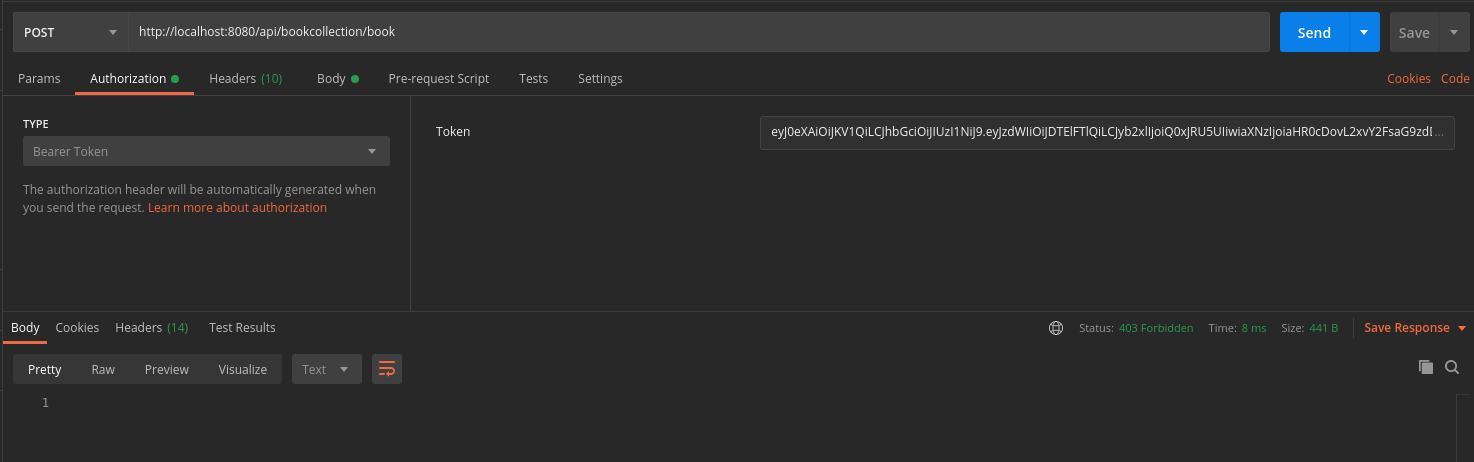 POST
http://localhost:8080/api/bookcollection/book
Send
Save
Params
Authorization
Headers (10)
Body
Pre-request Script
Tests
Settings
Cookies
Code
TYPE
Bearer Token
The authorization header will be automatically generated when
you send the request. Learn more about authorization
Token
eyJ0eXAiOiJKV1QiLCJhbGciOiJIUzI1NiJ9.eyJzdWIiOiJDTElFTlQiLCJyb2xlIjoiQ0xJRU5UIiwiaXNzIjoiaHR0cDovL2xvY2FsaG9zdI...
Body
Cookies
Headers (14)
Test Results
Status: 403 Forbidden
Time: 8 ms
Size: 441 B
Save Response
Pretty
Raw
Preview
Visualize
Text
1